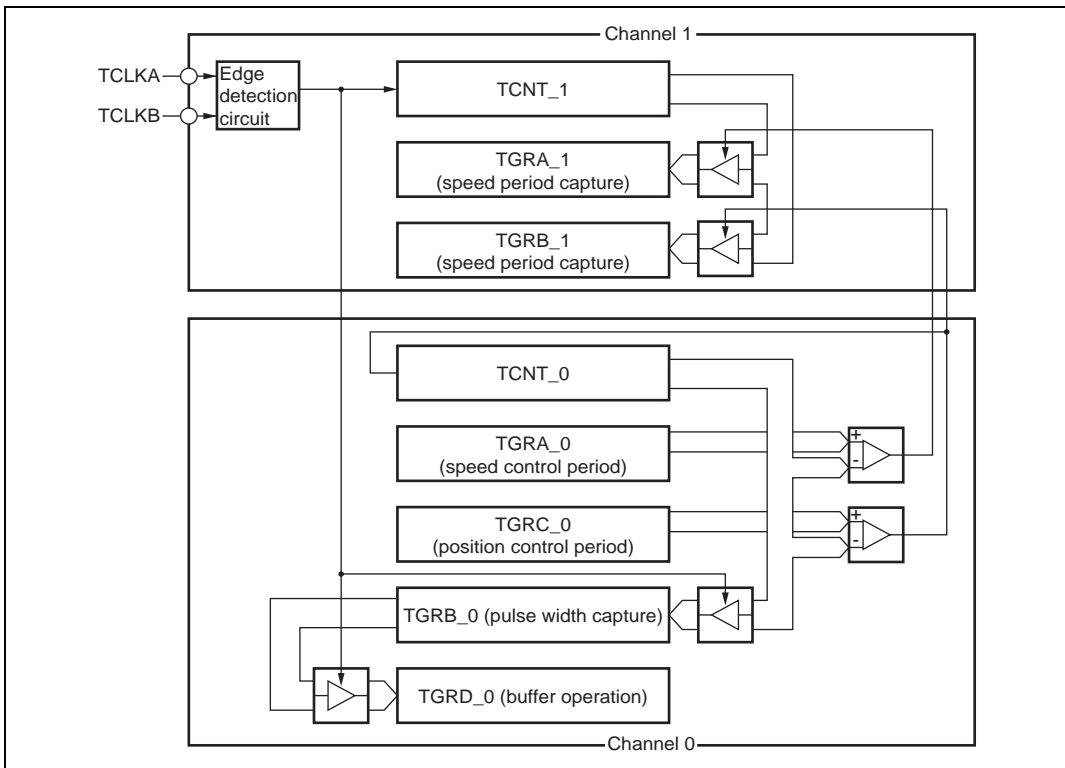 Channel 1
TCLKA
TCLKB
Edge
detection
circuit
TCNT_1
TGRA_1
(speed period capture)
TGRB_1
(speed period capture)
TCNT_0
TGRA_0
(speed control period)
+
-
TGRC_0
(position control period)
+
-
TGRB_0 (pulse width capture)
TGRD_0 (buffer operation)
Channel 0